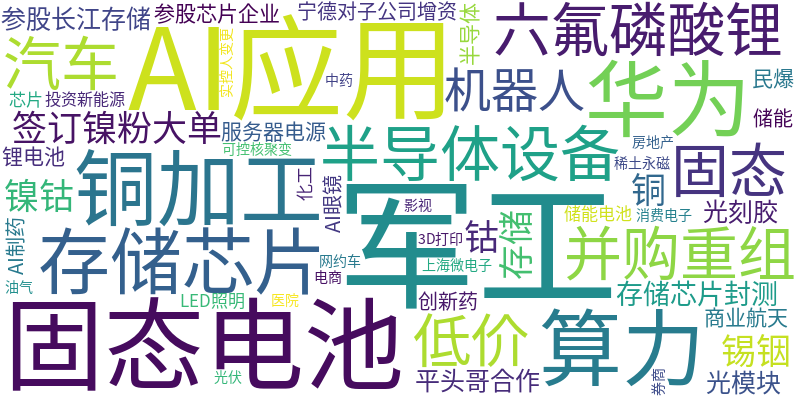 参股长江存储
参股芯片企业
宁德对子公司增资
半导体
六氟磷酸锂
汽车
AI应用
实控人变更
中药
机器人
华为
民爆
芯片
投资新能源
储能
签订镍粉大单
服务器电源
半导体设备
房地产
固态
锂电池
可控核聚变
稀土永磁
铜加工
化工
AI眼镜
军工
影视
铜
镍钴
储能电池
消费电子
光刻胶
AI制药
存储芯片
3D打印
钴
存储
并购重组
网约车
上海微电子
油气
电商
LED照明
医院
创新药
存储芯片封测
固态电池
低价
算力
商业航天
锡铟
光伏
平头哥合作
券商
光模块